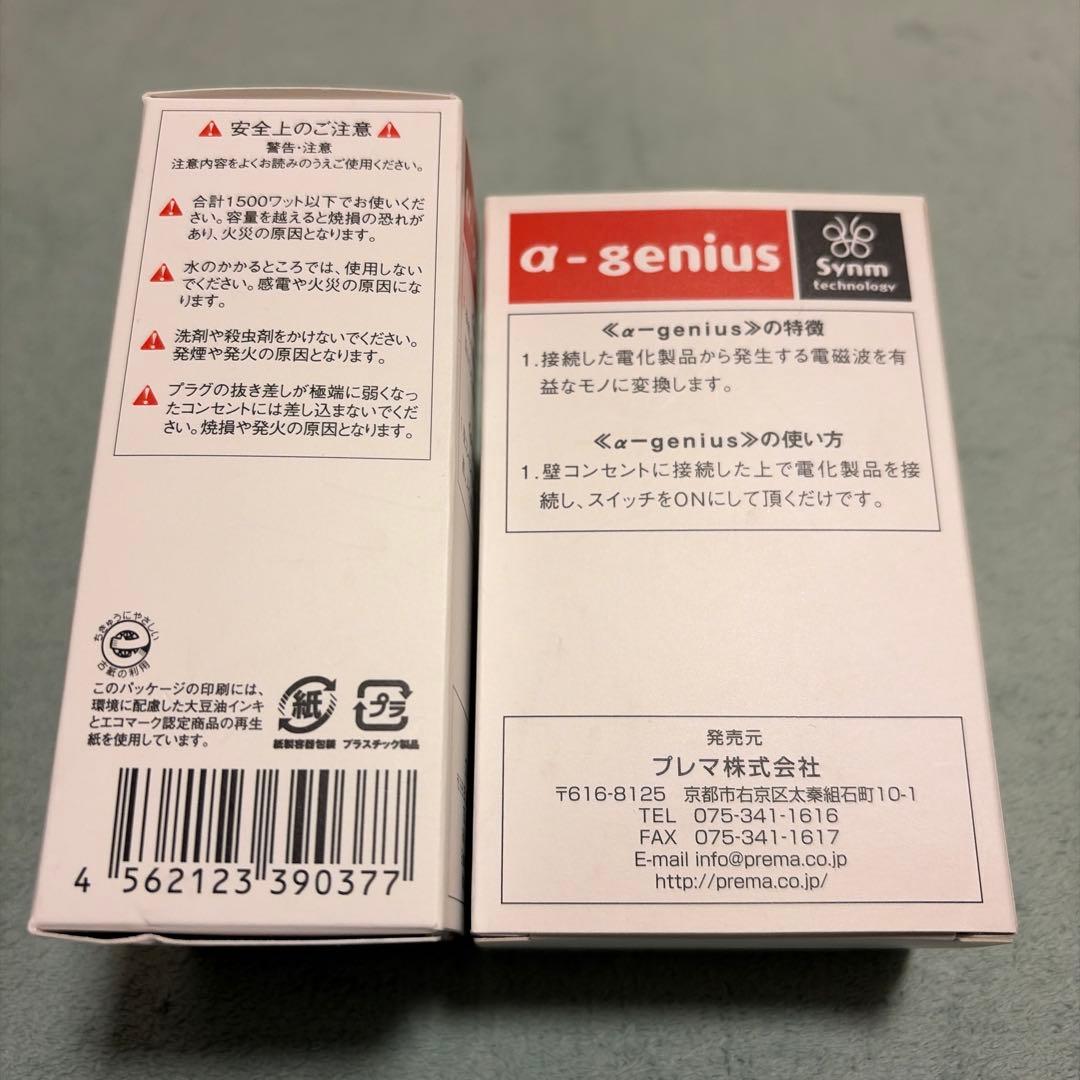 安全上のご注意
警告・注意
注意内容をよくお読みのうえご使用ください。
合計1500ワット以下でお使いくだ
さい。容量を越えると焼損の恐れが
あり、火災の原因となります。
水のかかるところでは、使用しない
でください。感電や火災の原因にな
ります。
洗剤や殺虫剤をかけないでください。
発煙や発火の原因となります。
プラグの抜き差しが極端に弱くなっ
たコンセントには差し込まないでくだ
さい。焼損や発火の原因となります。
ちきゅうにやさしい
古紙の利用
このパッケージの印刷には、
環境に配慮した大豆油インキ
とエコマーク認定商品の再生
紙を使用しています。
紙
紙製容器包装
プラ
プラスチック製品
4 562123 390377
α-genius
Synm
technology
≪α－genius≫の特徴
1.接続した電化製品から発生する電磁波を有
益なモノに変換します。
≪α－genius≫の使い方
1.壁コンセントに接続した上で電化製品を接
続し、スイッチをONにして頂くだけです。
発売元
プレマ株式会社
〒616-8125 京都市右京区太秦組石町10-1
TEL 075-341-1616
FAX 075-341-1617
E-mail info@prema.co.jp
http://prema.co.jp/